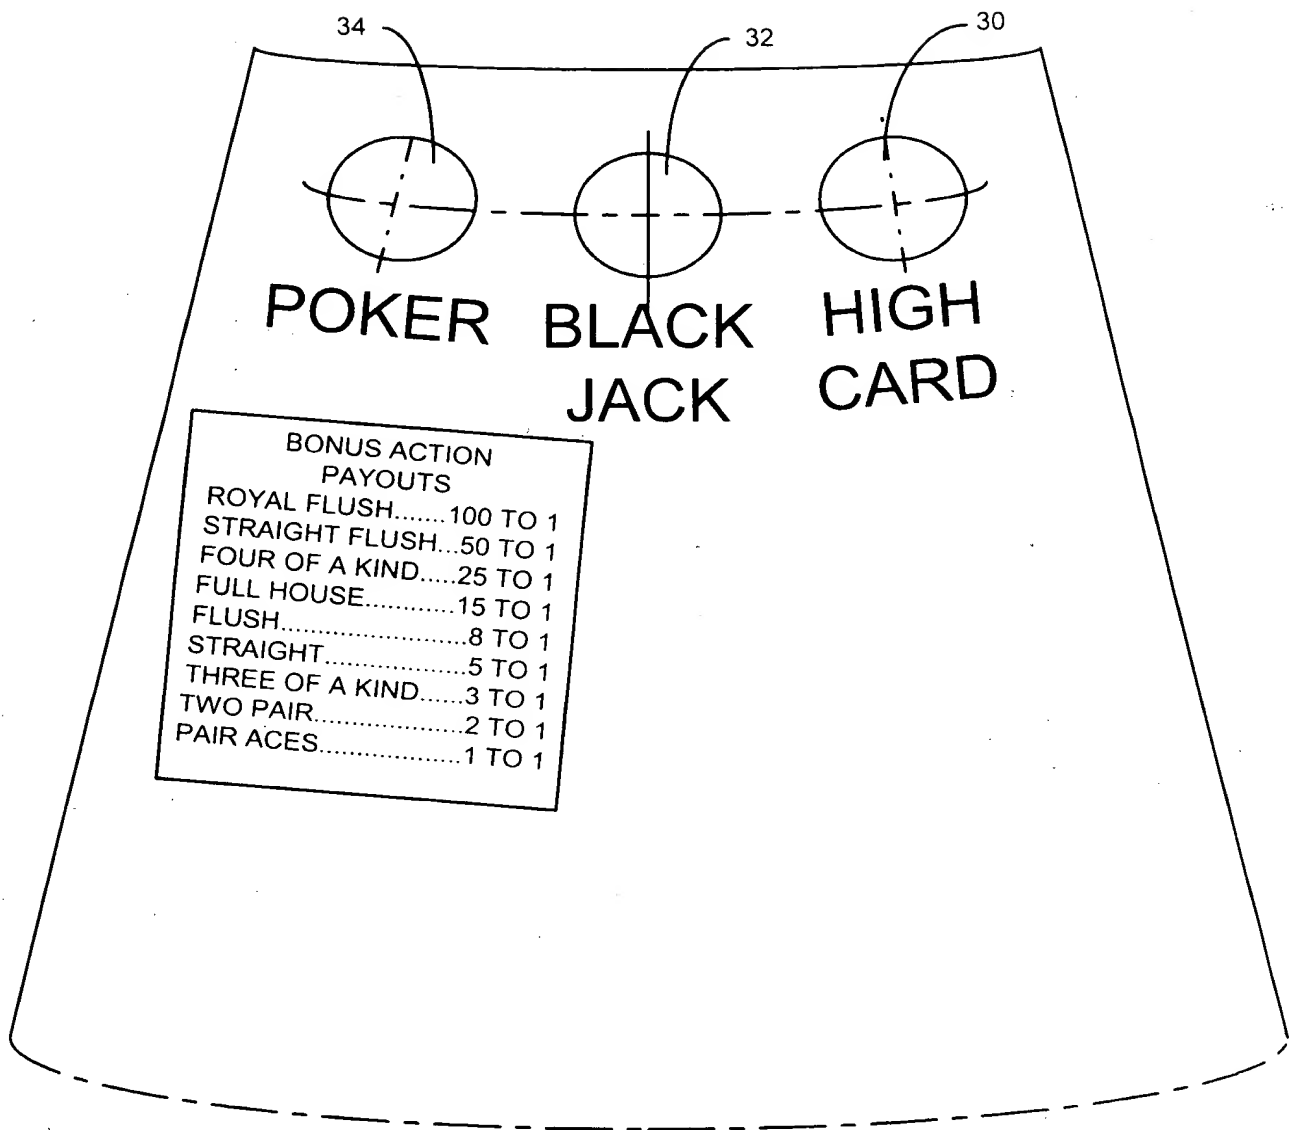 34
32
30
POKER
BLACK
JACK
HIGH
CARD
BONUS ACTION
PAYOUTS
ROYAL FLUSH.......100 TO 1
STRAIGHT FLUSH...50 TO 1
FOUR OF A KIND.....25 TO 1
FULL HOUSE............15 TO 1
FLUSH.........................8 TO 1
STRAIGHT...................5 TO 1
THREE OF A KIND......3 TO 1
TWO PAIR....................2 TO 1
PAIR ACES...................1 TO 1